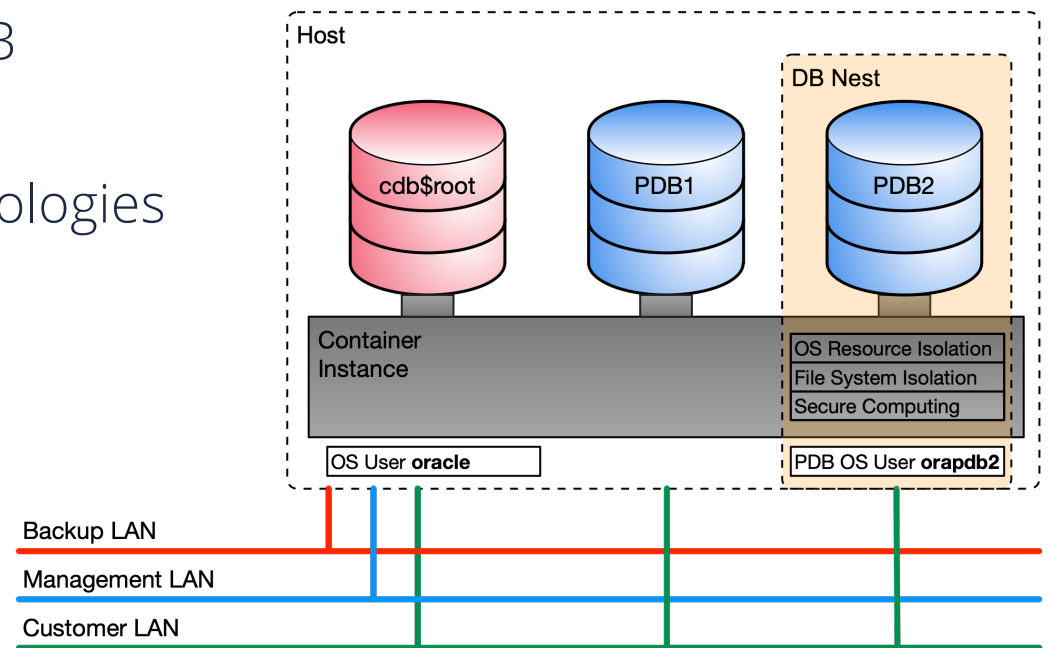 Host
DB Nest
cdb$root
PDB1
PDB2
Container
Instance
OS Resource Isolation
File System Isolation
Secure Computing
OS User oracle
PDB OS User orapdb2
Backup LAN
Management LAN
Customer LAN